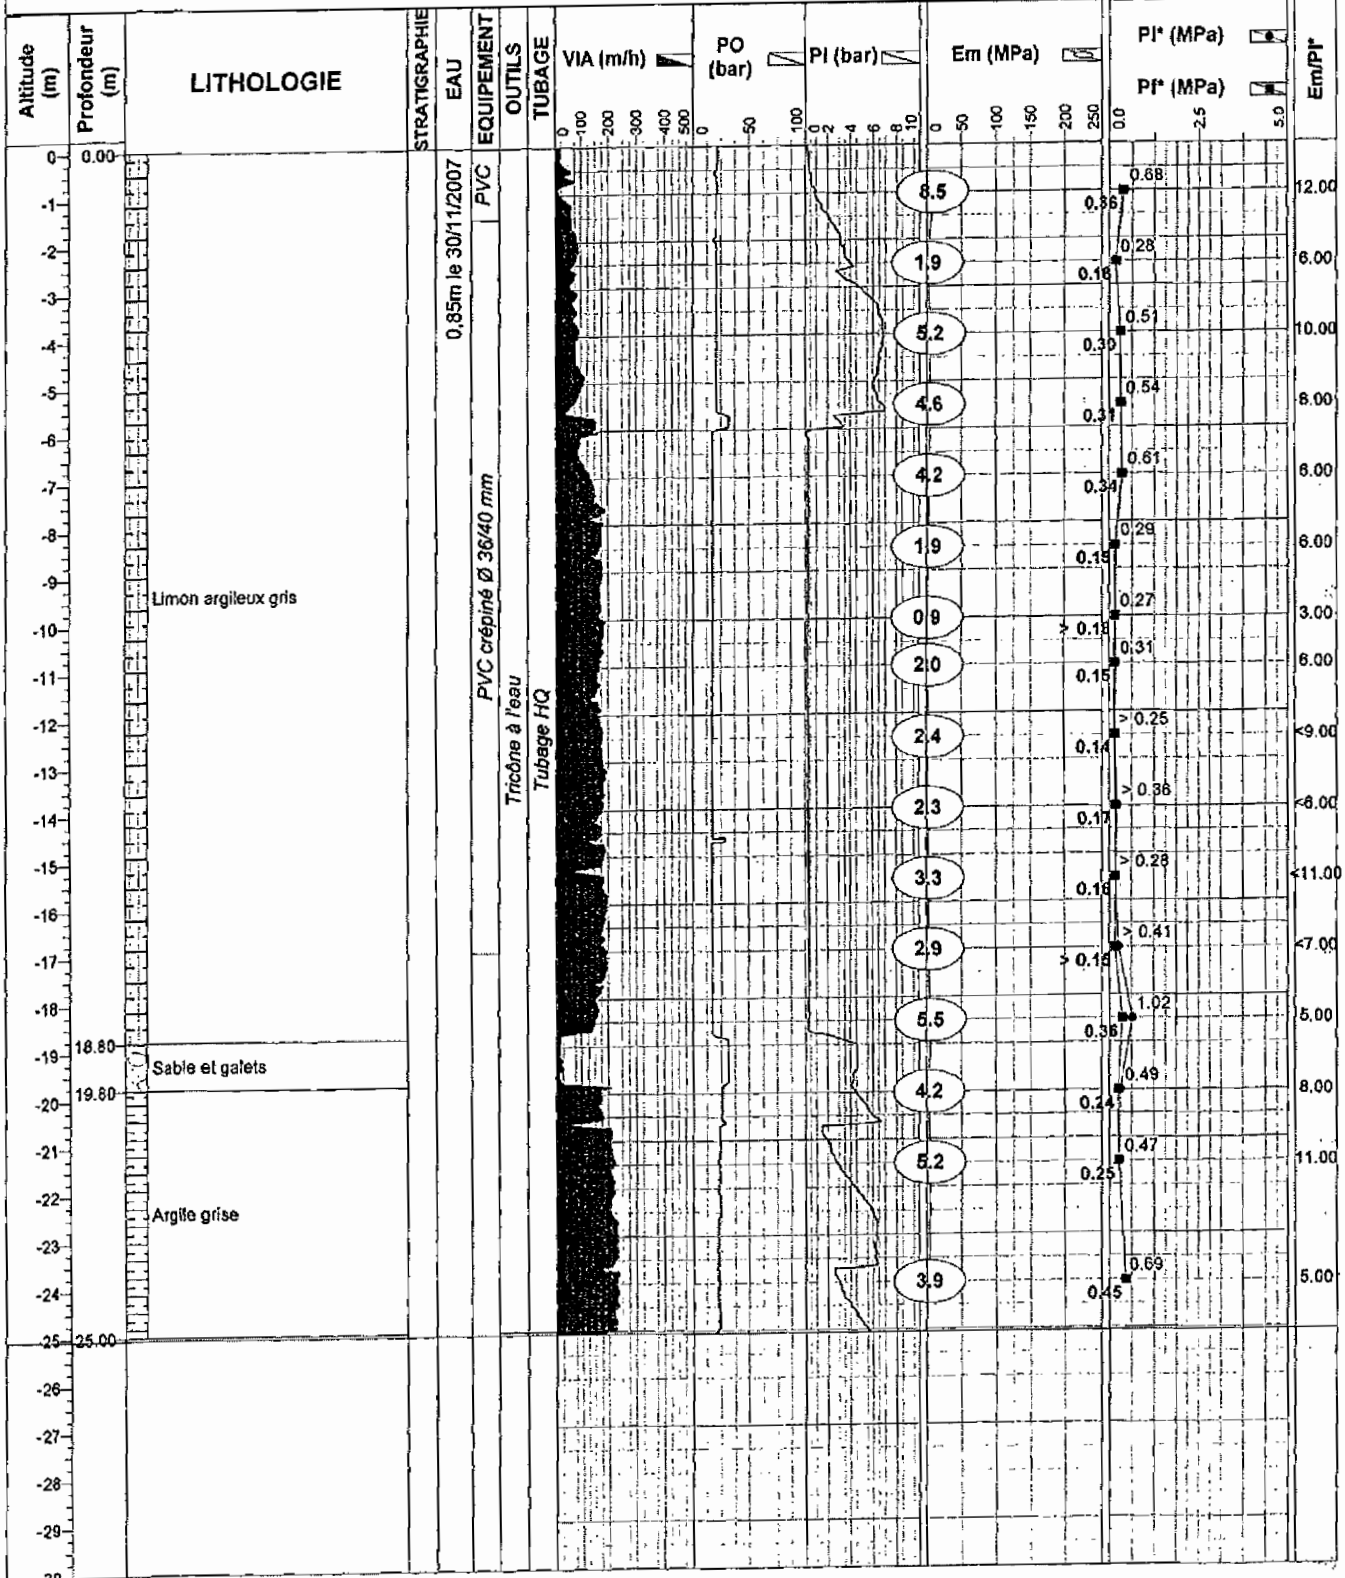 Altitude (m)
Profondeur (m)
LITHOLOGIE
STRATIGRAPHIE
EAU
EQUIPEMENT
OUTILS
TUBAGE
VIA (m/h)
0 100 200 300 400 500
PO (bar)
0 50 100
PI (bar)
0 2 4 6 8 10
Em (MPa)
0 50 100 150 200 250
Pl* (MPa)
Pf* (MPa)
0.0 2.5 5.0
Em/Pl*
0 0.00
-1
-2
-3
-4
-5
-6
-7
-8
-9
-10
-11
-12
-13
-14
-15
-16
-17
-18
18.80
-19
19.80
-20
-21
-22
-23
-24
-25 25.00
-26
-27
-28
-29
Limon argileux gris
Sable et galets
Argile grise
0,85m le 30/11/2007
PVC
PVC crépiné Ø 36/40 mm
Tricône à l'eau
Tubage HQ
8.5 0.36 0.68 12.00
1.9 0.16 0.28 6.00
5.2 0.30 0.51 10.00
4.6 0.31 0.54 8.00
4.2 0.34 0.61 6.00
1.9 0.15 0.29 6.00
0.9 0.27 3.00
2.0 0.15 0.31 6.00
2.4 0.14 > 0.25 <9.00
2.3 0.17 > 0.36 <6.00
3.3 0.16 > 0.28 <11.00
2.9 > 0.15 > 0.41 <7.00
5.5 0.36 1.02 5.00
4.2 0.24 0.49 8.00
5.2 0.25 0.47 11.00
3.9 0.45 0.69 5.00